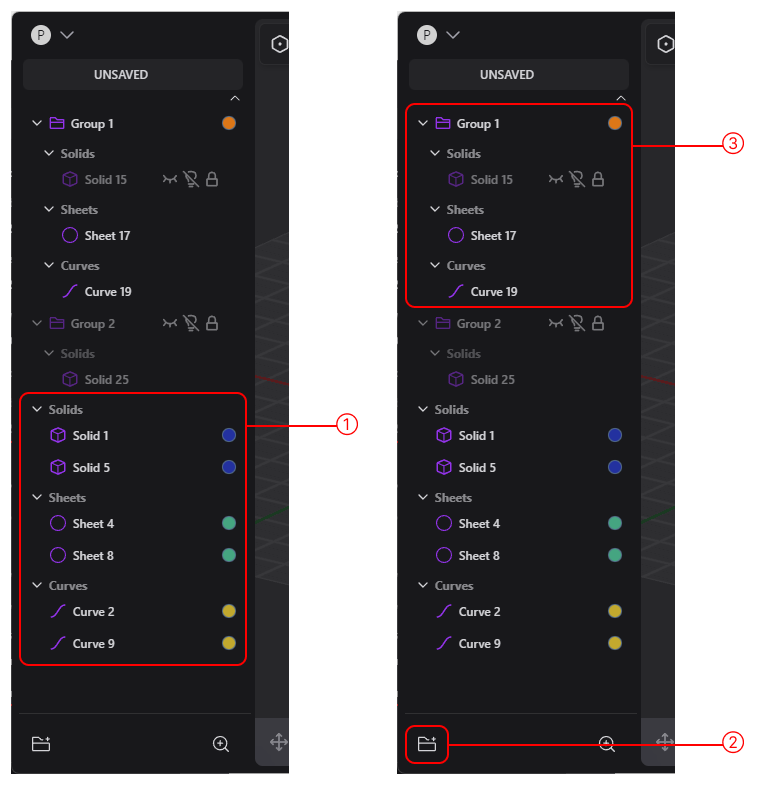 P
UNSAVED
Group 1
Solids
Solid 15
Sheets
Sheet 17
Curves
Curve 19
Group 2
Solids
Solid 25
Solids
Solid 1
Solid 5
Sheets
Sheet 4
Sheet 8
Curves
Curve 2
Curve 9
1
P
UNSAVED
Group 1
Solids
Solid 15
Sheets
Sheet 17
Curves
Curve 19
Group 2
Solids
Solid 25
Solids
Solid 1
Solid 5
Sheets
Sheet 4
Sheet 8
Curves
Curve 2
Curve 9
3
2